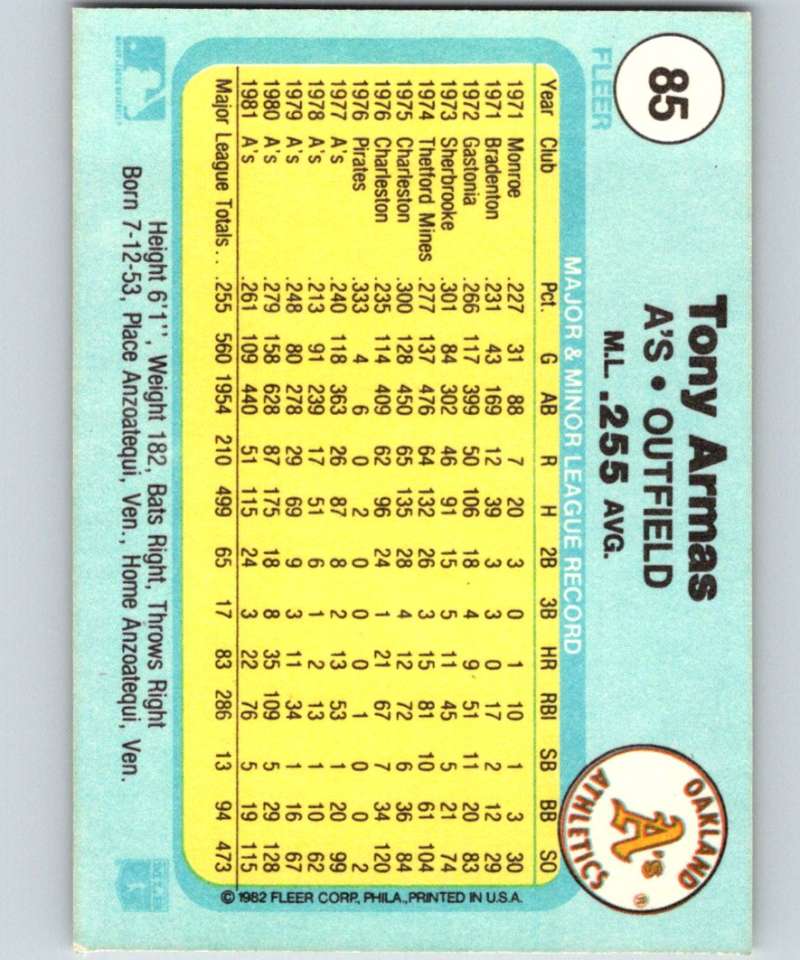 85
FLEER
Tony Armas
A'S • OUTFIELD
M.L. .255 AVG.
OAKLAND
A's
ATHLETICS
®
MAJOR & MINOR LEAGUE RECORD
Year Club Pct. G AB R H 2B 3B HR RBI SB BB SO
1971 Monroe .227 31 88 7 20 3 0 1 10 1 3 30
1971 Bradenton .231 43 169 12 39 3 3 0 17 2 12 29
1972 Gastonia .266 117 399 50 106 18 4 9 51 11 20 83
1973 Sherbrooke .301 84 302 46 91 15 5 11 45 5 21 74
1974 Thetford Mines .277 137 476 64 132 26 3 15 81 10 61 104
1975 Charleston .300 128 450 65 135 28 4 12 72 6 36 84
1976 Charleston .235 114 409 62 96 24 1 21 67 7 34 120
1976 Pirates .333 4 6 0 2 0 0 0 1 0 0 2
1977 A's .240 118 363 26 87 8 2 13 53 1 20 99
1978 A's .213 91 239 17 51 6 1 2 13 1 10 62
1979 A's .248 80 278 29 69 9 3 11 34 1 16 67
1980 A's .279 158 628 87 175 18 8 35 109 5 29 128
1981 A's .261 109 440 51 115 24 3 22 76 5 19 115
Major League Totals . . .255 560 1954 210 499 65 17 83 286 13 94 473
© 1982 FLEER CORP., PHILA., PRINTED IN U.S.A.
Height 6'1", Weight 182, Bats Right, Throws Right
Born 7-12-53, Place Anzoatequi, Ven., Home Anzoatequi, Ven.